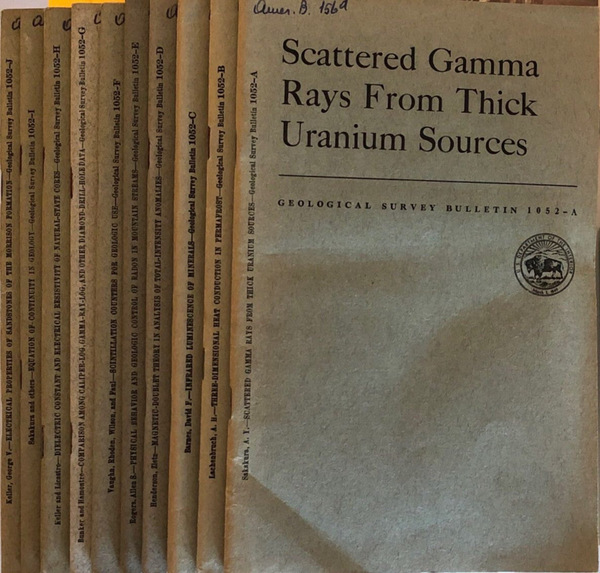 Amer. B. 156d
Scattered Gamma
Rays From Thick
Uranium Sources
GEOLOGICAL SURVEY BULLETIN 1052-A
Sakakura, A. Y.—SCATTERED GAMMA RAYS FROM THICK URANIUM SOURCES—Geological Survey Bulletin 1052-A
Lachenbruch, A. H.—THREE-DIMENSIONAL HEAT CONDUCTION IN PERMAFROST—Geological Survey Bulletin 1052-B
Barnes, David F.—INFRARED LUMINESCENCE OF MINERALS—Geological Survey Bulletin 1052-C
Henderson, —MAGNETIC-DOUBLET THEORY IN ANALYSIS OF TOTAL-INTENSITY ANOMALIES—Geological Survey Bulletin 1052-D
Rogers, Allen S.—PHYSICAL BEHAVIOR AND GEOLOGIC CONTROL OF RADON IN MOUNTAIN STREAMS—Geological Survey Bulletin 1052-E
Vaughn, Rhoden, Wilson, and Faul—SCINTILLATION COUNTERS FOR GEOLOGIC USE—Geological Survey Bulletin 1052-F
Bunker and Hamontre—COMPARISON AMONG CALIPER-LOG, GAMMA-RAY-LOG, AND OTHER DIAMOND-DRILL-HOLE DATA—Geological Survey Bulletin 1052-G
Keller and Licastro—DIELECTRIC CONSTANT AND ELECTRICAL RESISTIVITY OF NATURAL-STATE CORES—Geological Survey Bulletin 1052-H
Sakakura and others—EQUATION OF CONTINUITY IN GEOLOGY—Geological Survey Bulletin 1052-I
Keller, George V.—ELECTRICAL PROPERTIES OF SANDSTONES OF THE MORRISON FORMATION—Geological Survey Bulletin 1052-J